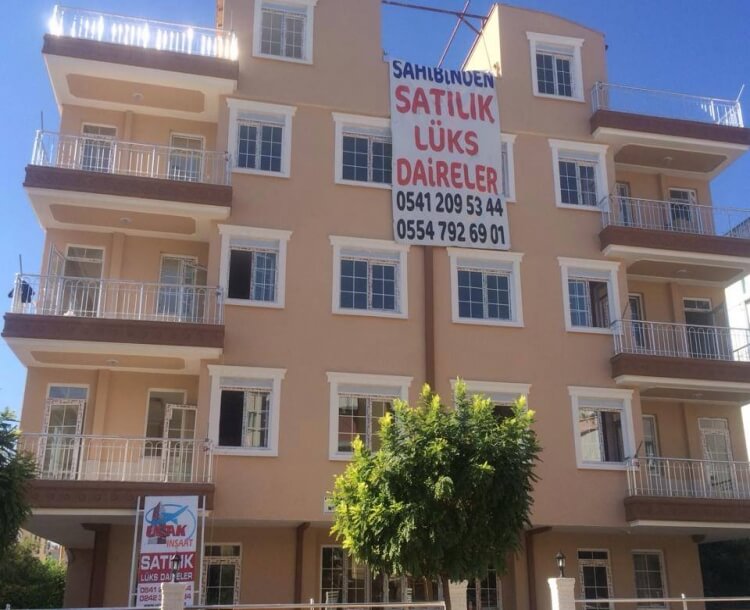 SAHİBİNDEN
SATILIK
LÜKS
DAİRELER
0541 209 53 44
0554 792 69 01
UÇAK
İNŞAAT
SATILIK
LÜKS DAİRELER